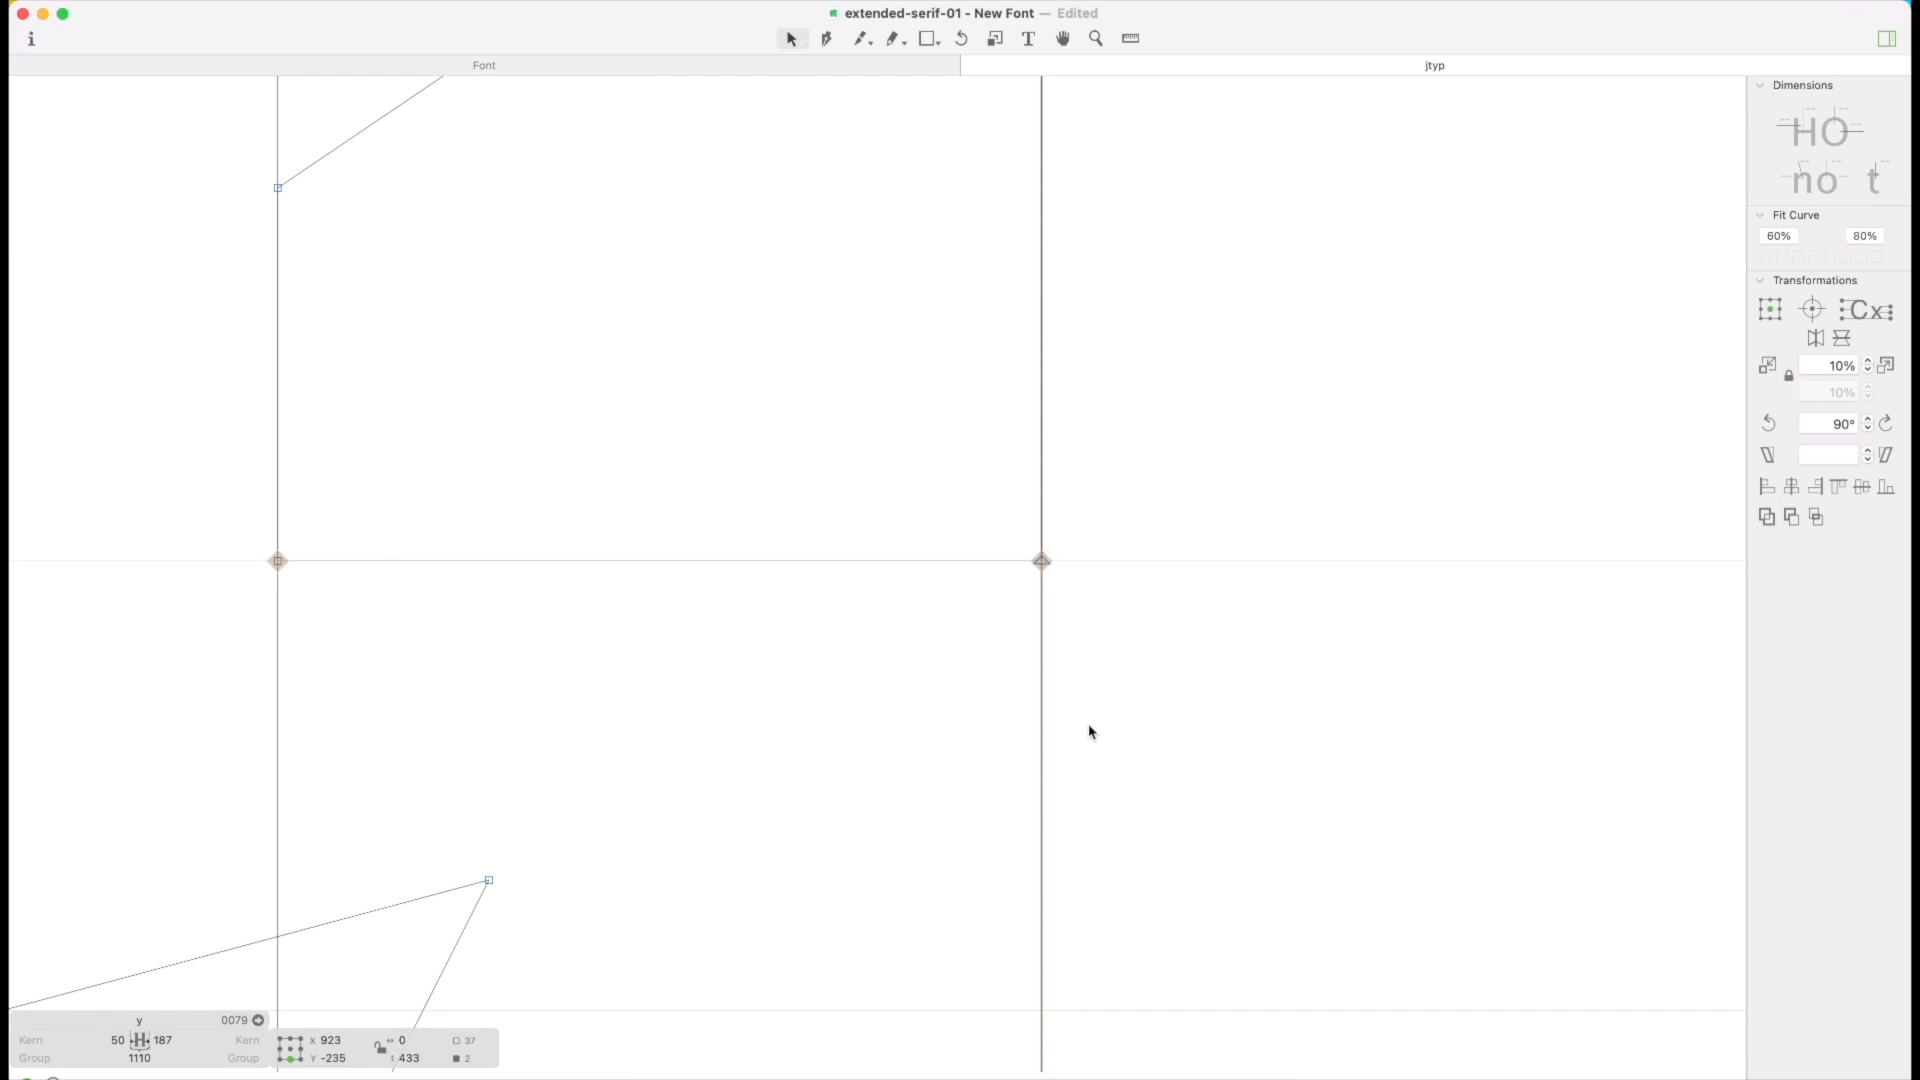 extended-serif-01 - New Font — Edited
Font
jtyp
Dimensions
HO
no t
Fit Curve
60% 80%
Transformations
Cx
10%
10%
90°
y 0079
Kern 50 H 187 Kern
Group 1110 Group
X 923 0 37
Y -235 433 2